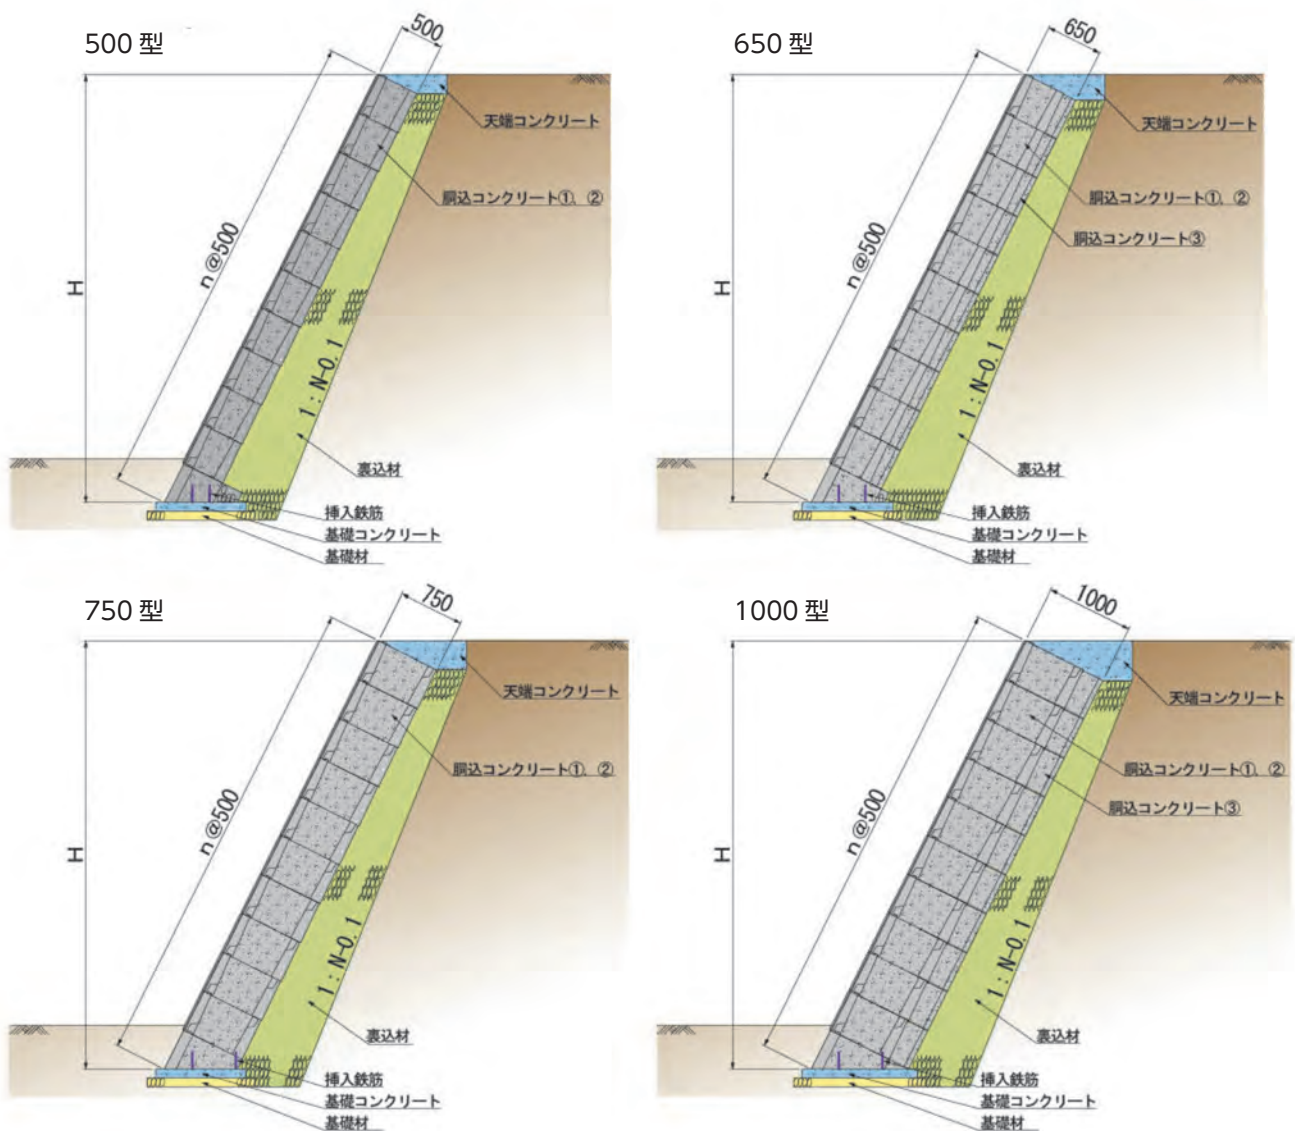 500 型
500
天端コンクリート
胴込コンクリート①、②
n@500
H
1:N-0.1
裏込材
挿入鉄筋
基礎コンクリート
基礎材
650 型
650
天端コンクリート
胴込コンクリート①、②
胴込コンクリート③
n@500
H
1:N-0.1
裏込材
挿入鉄筋
基礎コンクリート
基礎材
750 型
750
天端コンクリート
胴込コンクリート①、②
n@500
H
1:N-0.1
裏込材
挿入鉄筋
基礎コンクリート
基礎材
1000 型
1000
天端コンクリート
胴込コンクリート①、②
胴込コンクリート③
n@500
H
1:N-0.1
裏込材
挿入鉄筋
基礎コンクリート
基礎材